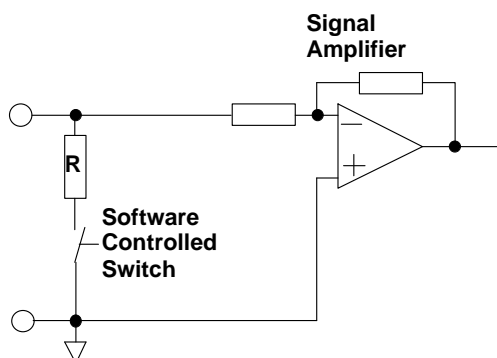 Signal
Amplifier
R
Software
Controlled
Switch